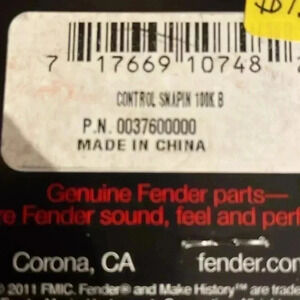 7 17669 10748
CONTROL SNAPIN 100K B
P.N. 0037600000
MADE IN CHINA
Genuine Fender parts—
re Fender sound, feel and perf
Corona, CA fender.com
© 2011 FMIC. Fender® and Make History™ are trade